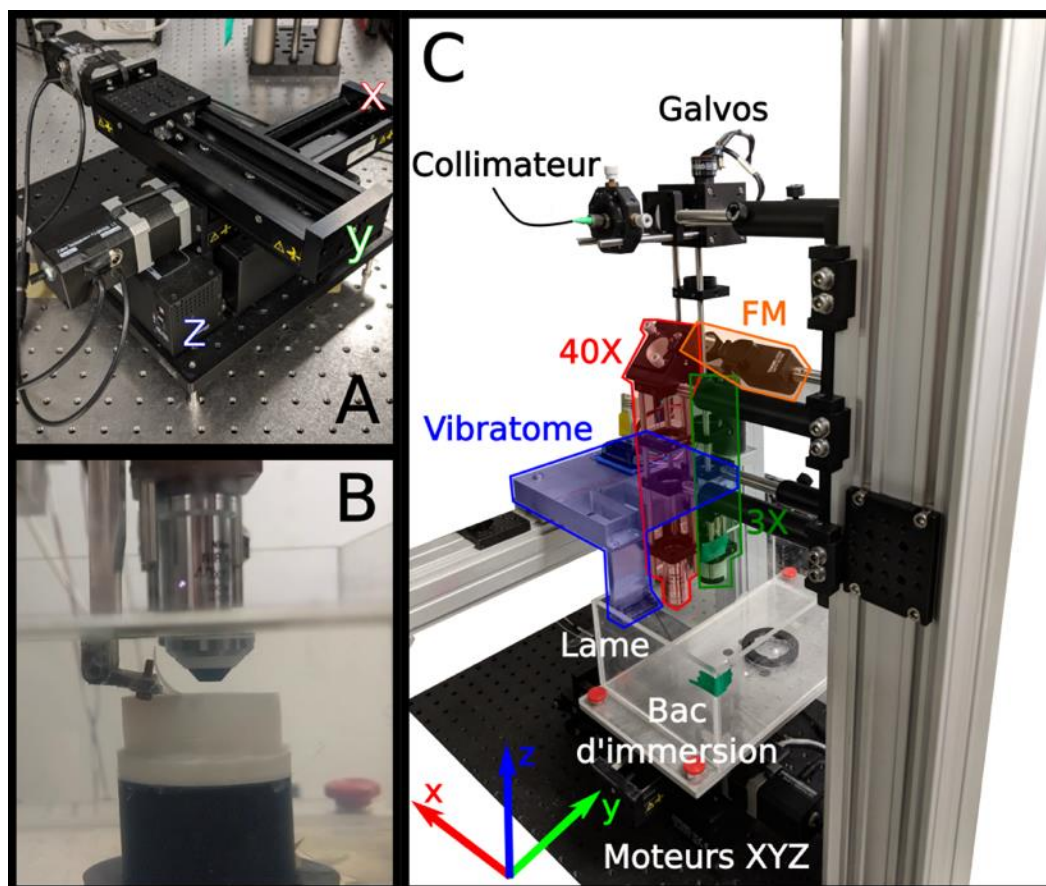 x
y
z
A
B
C
Galvos
Collimateur
FM
40X
Vibratome
3X
Lame
Bac
d'immersion
z
x
y
Moteurs XYZ